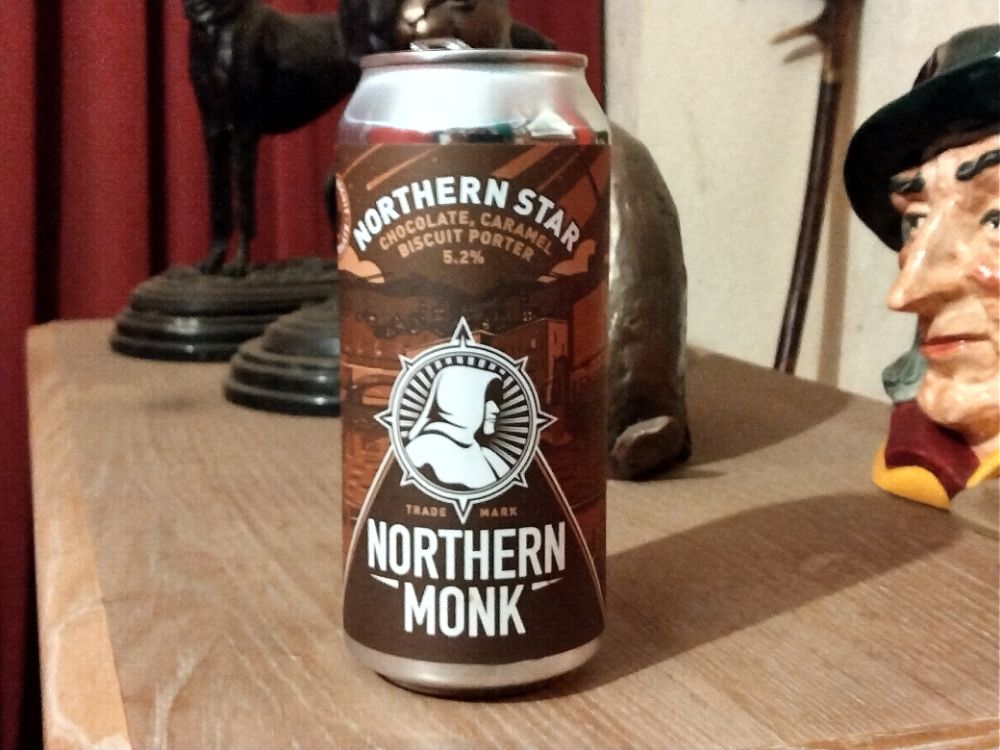 NORTHERN STAR
CHOCOLATE, CARAMEL
BISCUIT PORTER
5.2%
TRADE MARK
NORTHERN
MONK